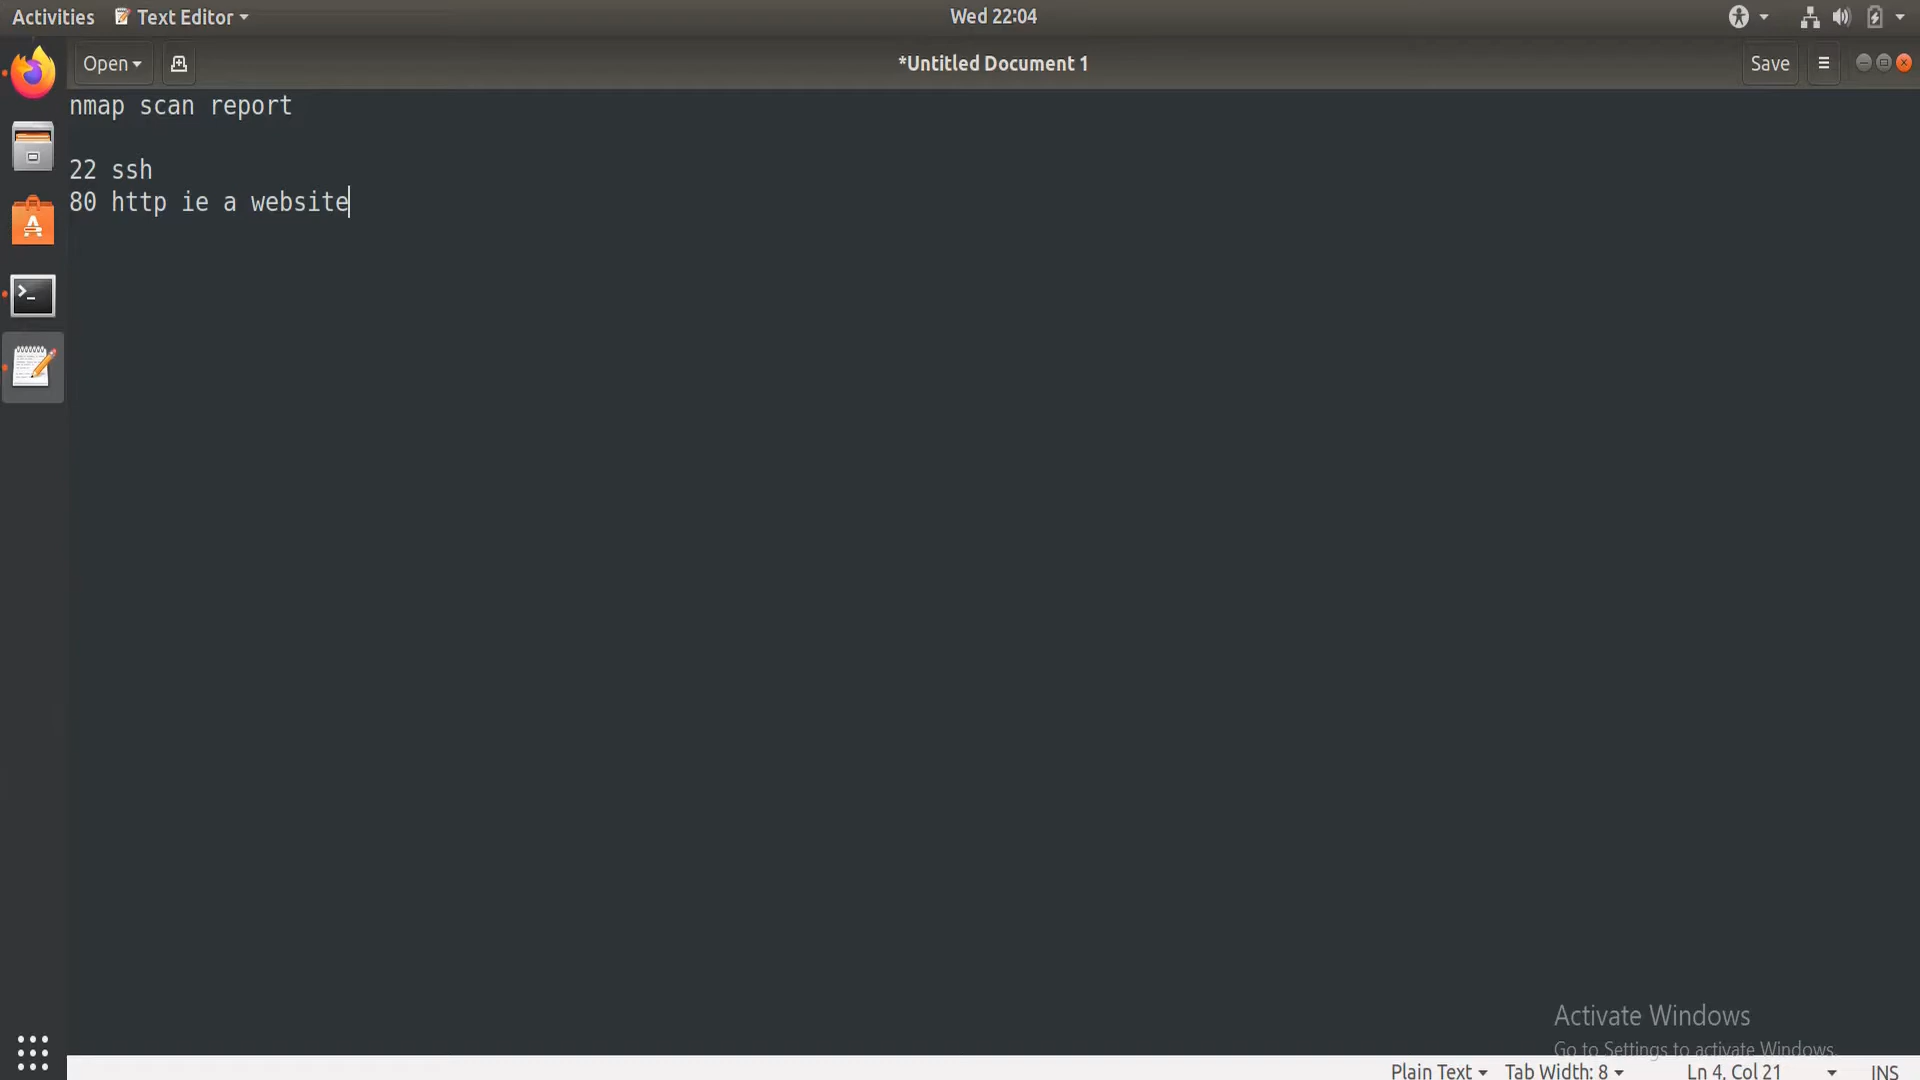 Activities Text Editor Wed 22:04
Open *Untitled Document 1 Save
nmap scan report
22 ssh
80 http ie a website
Activate Windows
Go to Settings to activate Windows.
Plain Text Tab Width: 8 Ln 4, Col 21 INS